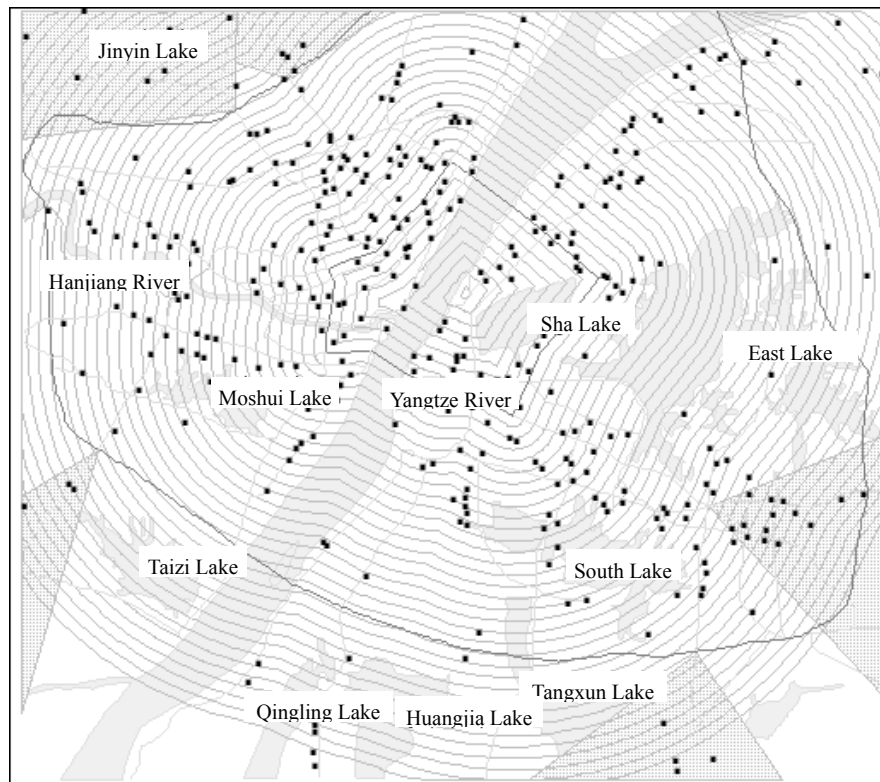 Jinyin Lake
Hanjiang River
Sha Lake
East Lake
Moshui Lake
Yangtze River
Taizi Lake
South Lake
Tangxun Lake
Qingling Lake
Huangjia Lake